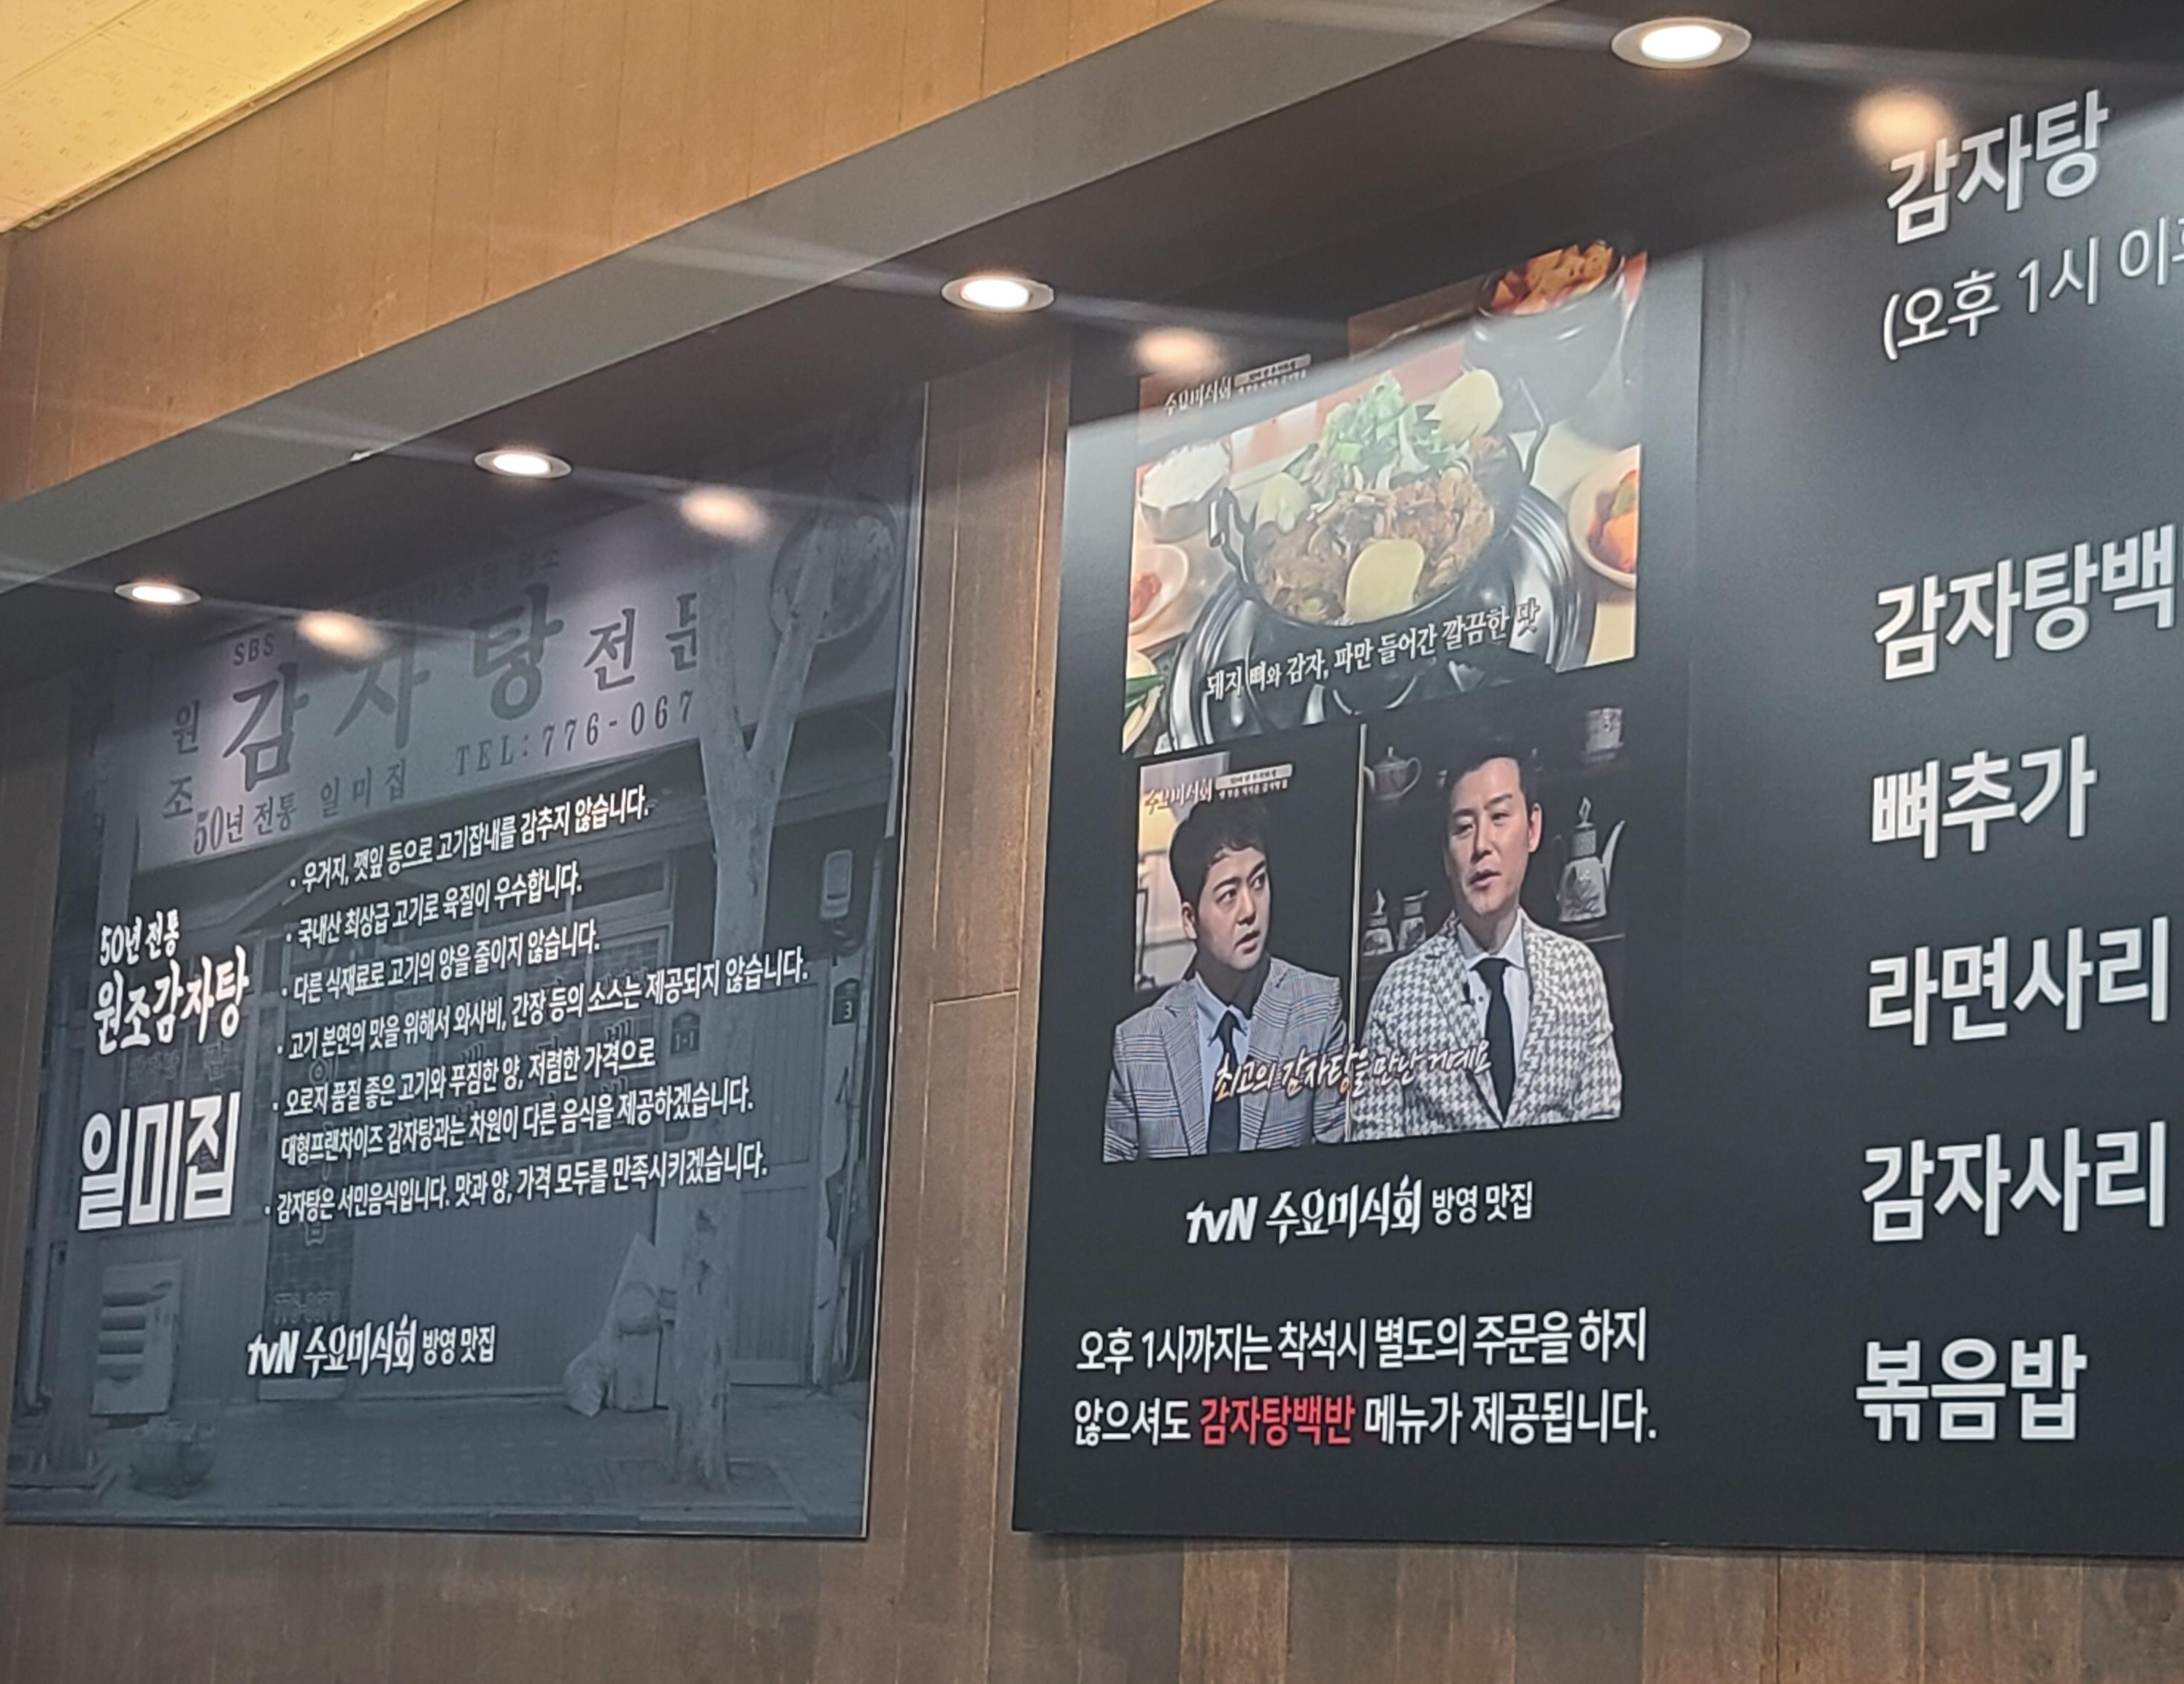 SBS
원조 감자탕 전문
TEL:776-067
50년 전통 일미집
50년 전통
원조감자탕
일미집
· 우거지, 깻잎 등으로 고기잡내를 감추지 않습니다.
· 국내산 최상급 고기로 육질이 우수합니다.
· 다른 식재료로 고기의 양을 줄이지 않습니다.
· 고기 본연의 맛을 위해서 와사비, 간장 등의 소스는 제공되지 않습니다.
· 오로지 품질 좋은 고기와 푸짐한 양, 저렴한 가격으로
대형프랜차이즈 감자탕과는 차원이 다른 음식을 제공하겠습니다.
· 감자탕은 서민음식입니다. 맛과 양, 가격 모두를 만족시키겠습니다.
tvN 수요미식회 방영 맛집
수요미식회
돼지 뼈와 감자, 파만 들어간 깔끔한 맛
수요미식회
최고의 감자탕을 만난 거예요
tvN 수요미식회 방영 맛집
오후 1시까지는 착석시 별도의 주문을 하지
않으셔도 감자탕백반 메뉴가 제공됩니다.
감자탕
(오후 1시 이
감자탕백
뼈추가
라면사리
감자사리
볶음밥